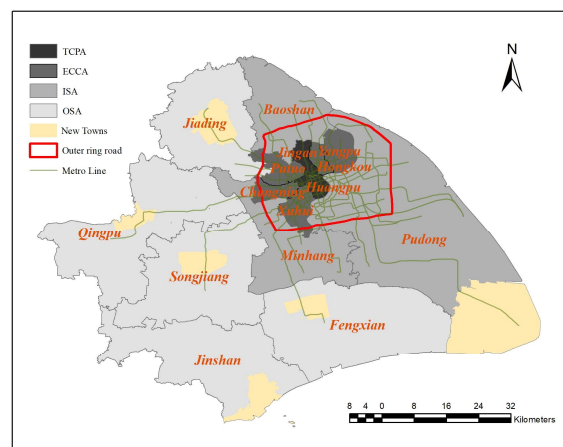 TCPA
ECCA
ISA
OSA
New Towns
Outer ring road
Metro Line
N
Baoshan
Jiading
Jingan
Yangpu
Putuo
Hongkou
Changning
Huangpu
Xuhui
Qingpu
Pudong
Minhang
Songjiang
Fengxian
Jinshan
8 4 0 8 16 24 32
Kilometers